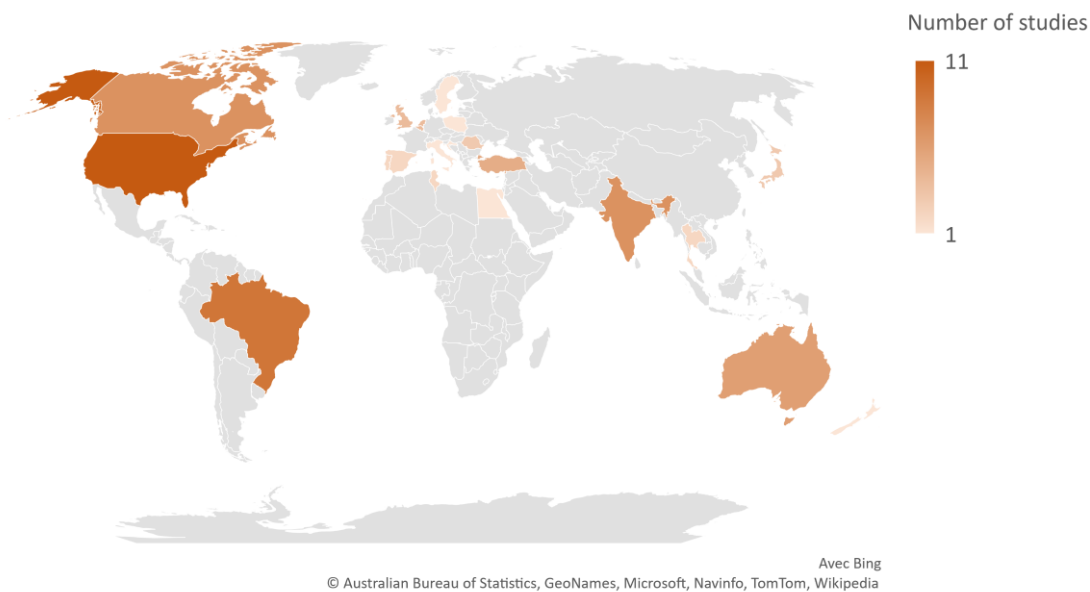 Number of studies
11
1
Avec Bing
© Australian Bureau of Statistics, GeoNames, Microsoft, Navinfo, TomTom, Wikipedia